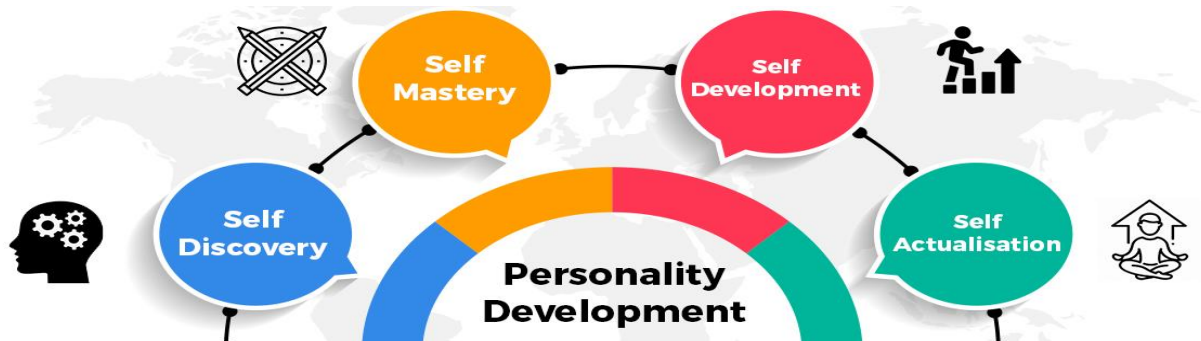 Self
Mastery
Self
Development
Self
Discovery
Self
Actualisation
Personality
Development